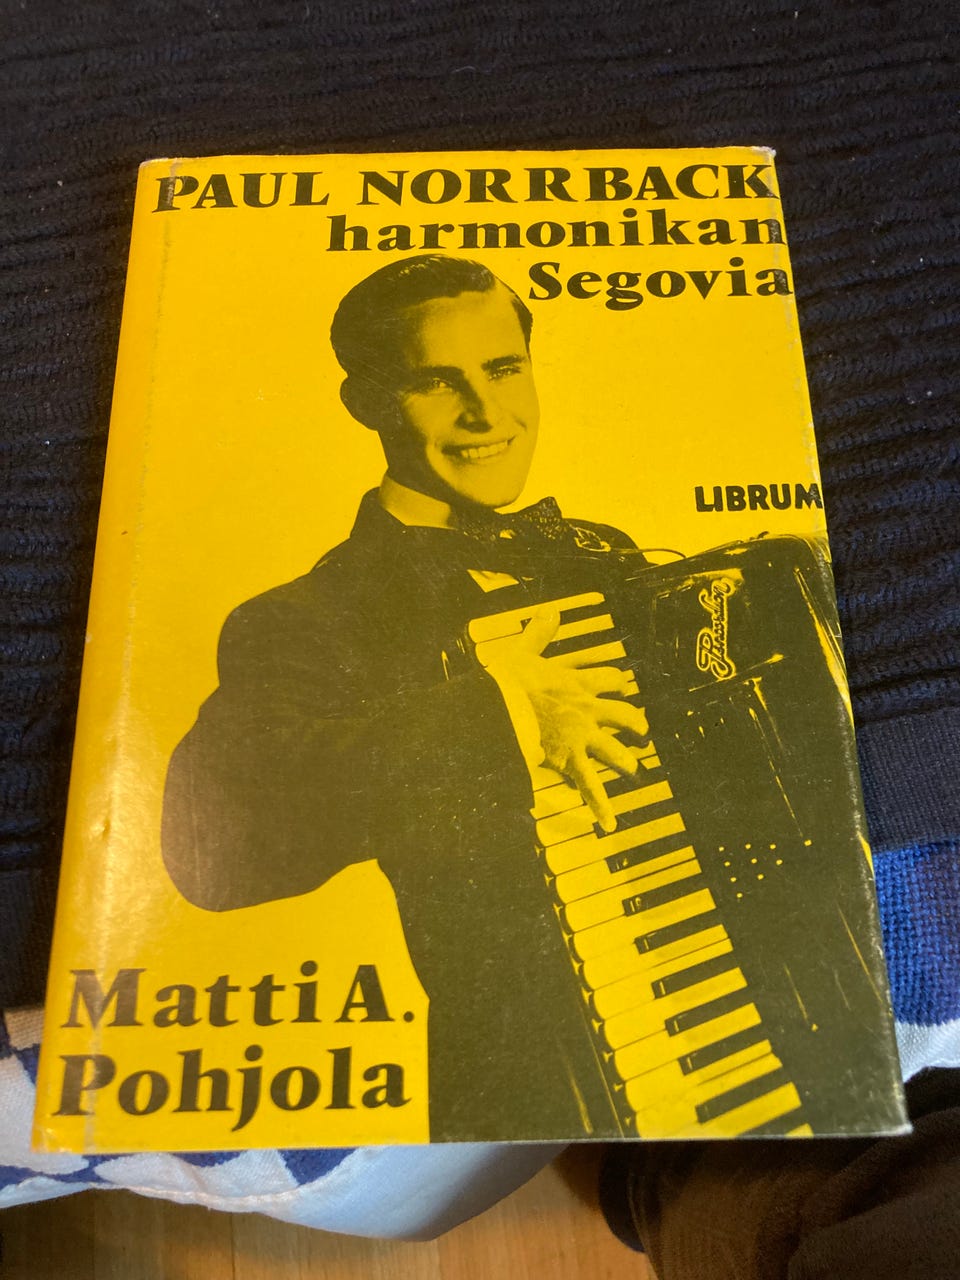 PAUL NORRBACK
harmonikan
Segovia
LIBRUM
Matti A.
Pohjola